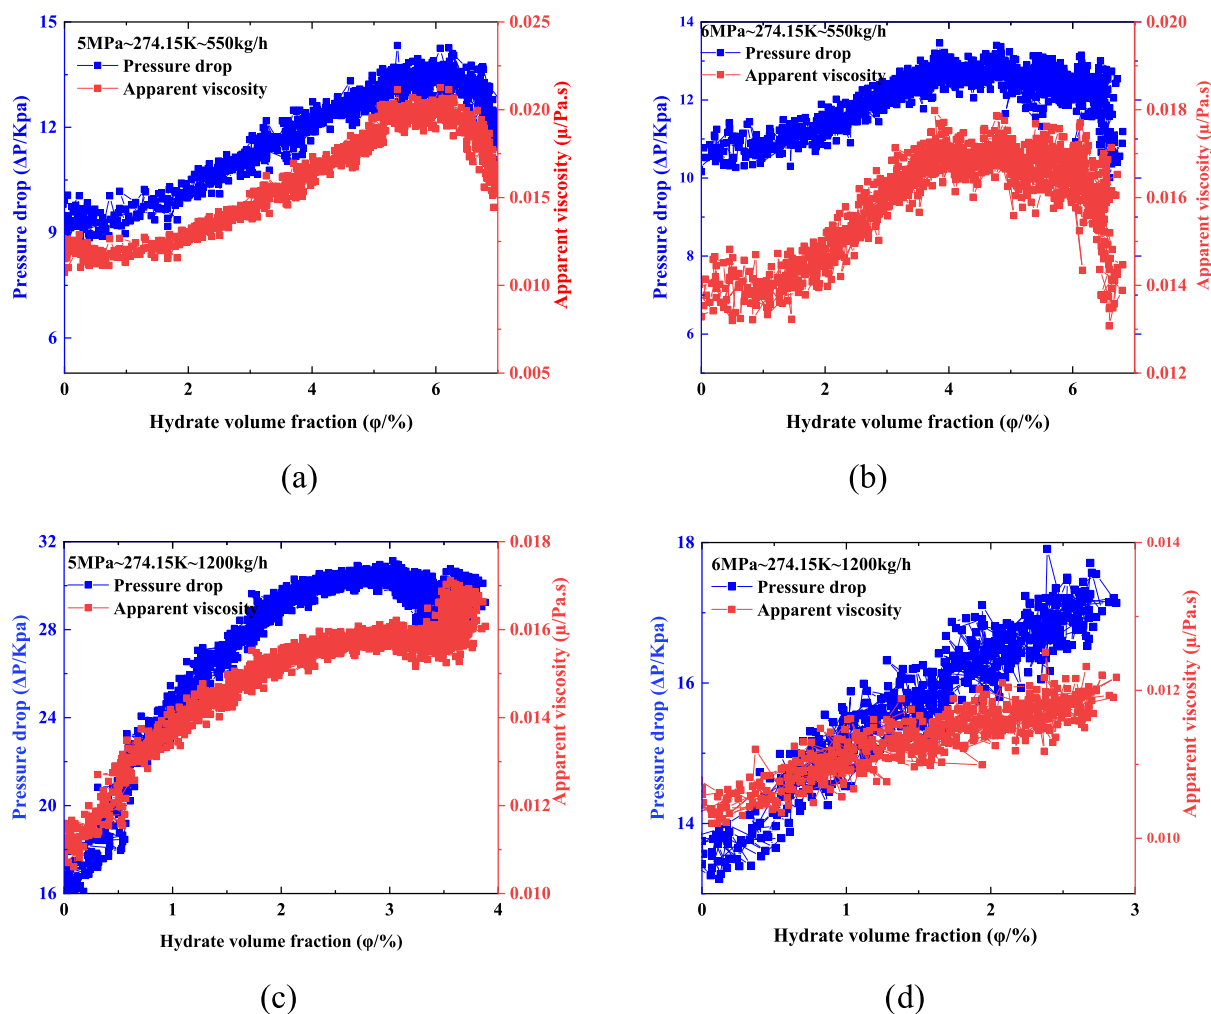 5MPa~274.15K~550kg/h
Pressure drop
Apparent viscosity
15
12
9
6
Pressure drop (ΔP/Kpa)
0.025
0.020
0.015
0.010
0.005
Apparent viscosity (μ/Pa.s)
0 2 4 6
Hydrate volume fraction (φ/%)
(a)
6MPa~274.15K~550kg/h
Pressure drop
Apparent viscosity
14
12
10
8
6
Pressure drop (ΔP/Kpa)
0.020
0.018
0.016
0.014
0.012
Apparent viscosity (μ/Pa.s)
0 2 4 6
Hydrate volume fraction (φ/%)
(b)
5MPa~274.15K~1200kg/h
Pressure drop
Apparent viscosity
32
28
24
20
16
Pressure drop (ΔP/Kpa)
0.018
0.016
0.014
0.012
0.010
Apparent viscosity (μ/Pa.s)
0 1 2 3 4
Hydrate volume fraction (φ/%)
(c)
6MPa~274.15K~1200kg/h
Pressure drop
Apparent viscosity
18
16
14
Pressure drop (ΔP/Kpa)
0.014
0.012
0.010
Apparent viscosity (μ/Pa.s)
0 1 2 3
Hydrate volume fraction (φ/%)
(d)